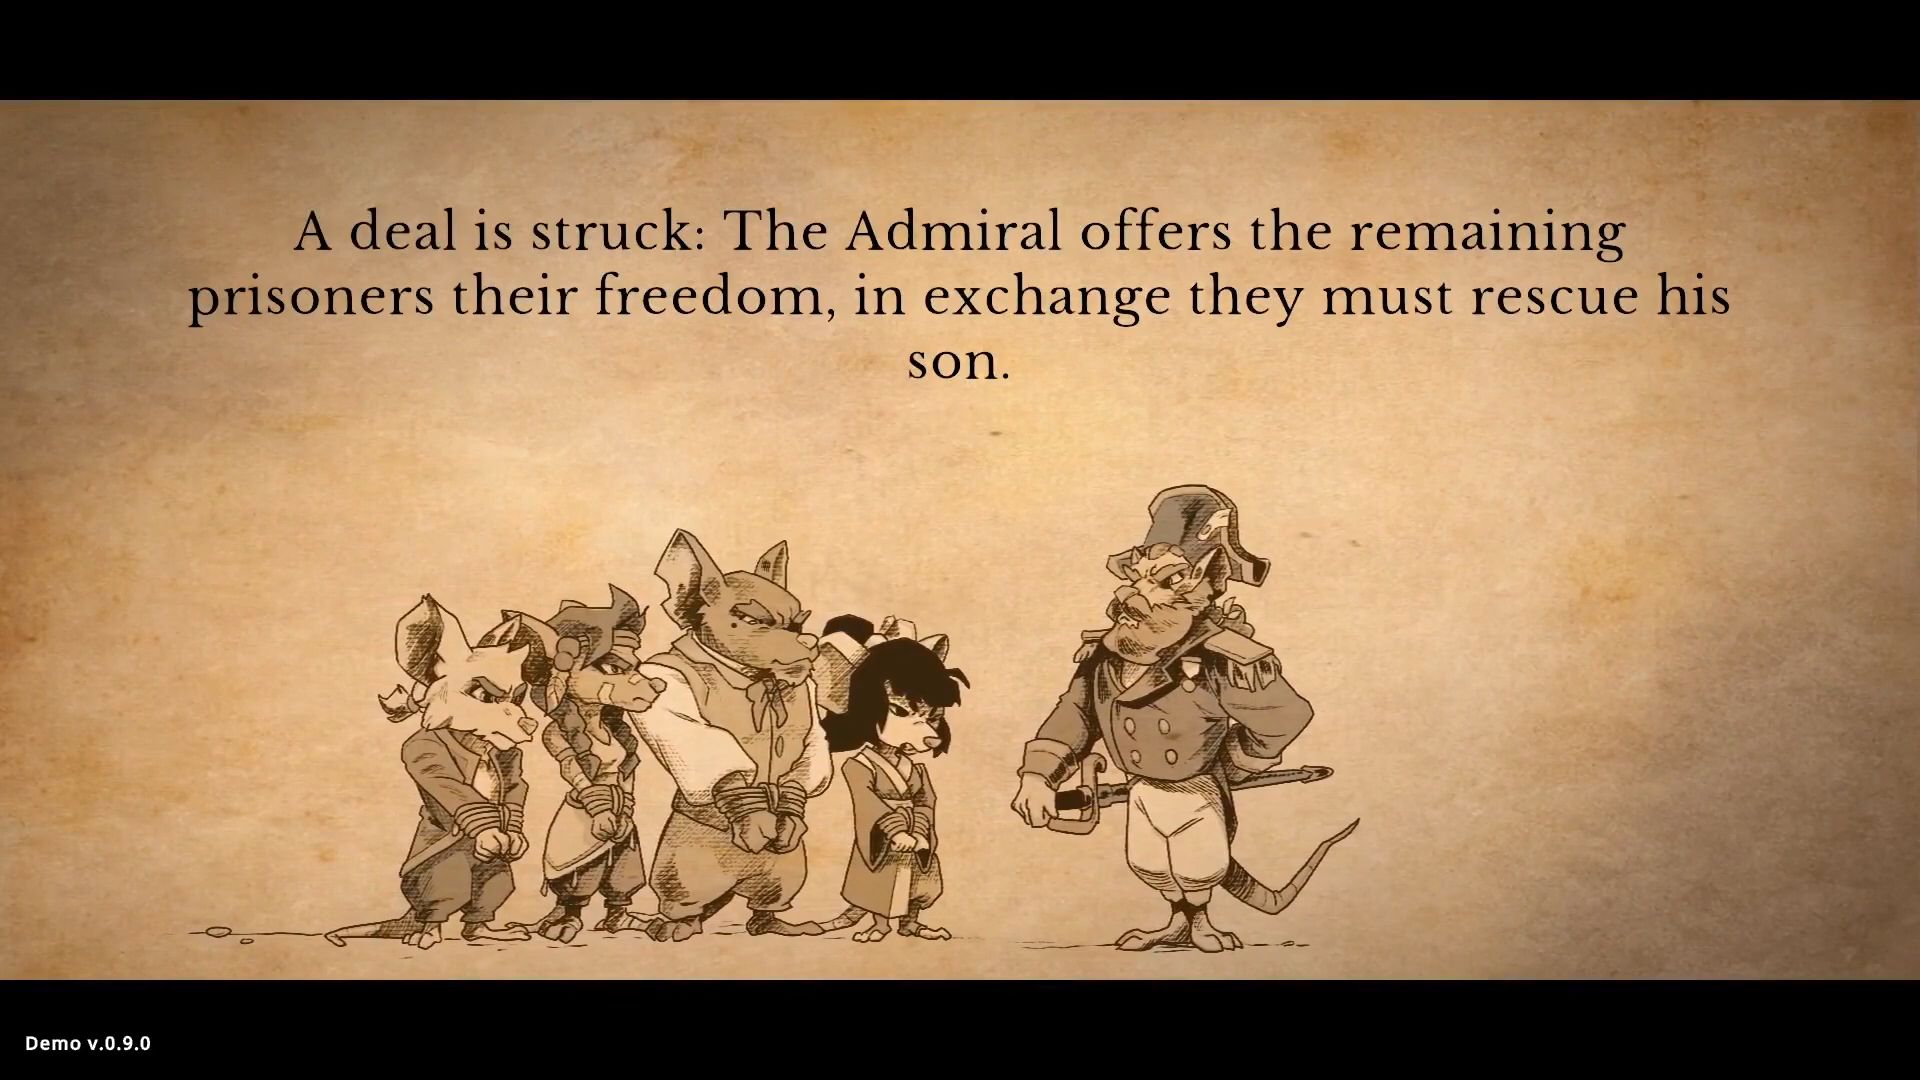 A deal is struck: The Admiral offers the remaining
prisoners their freedom, in exchange they must rescue his
son.
Demo v.0.9.0